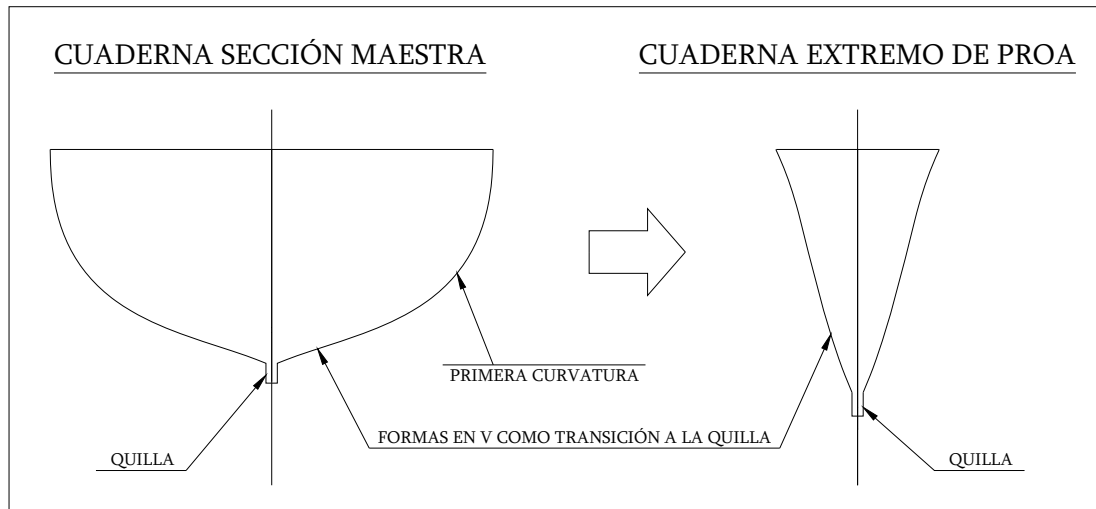 CUADERNA SECCIÓN MAESTRA
CUADERNA EXTREMO DE PROA
PRIMERA CURVATURA
FORMAS EN V COMO TRANSICIÓN A LA QUILLA
QUILLA
QUILLA